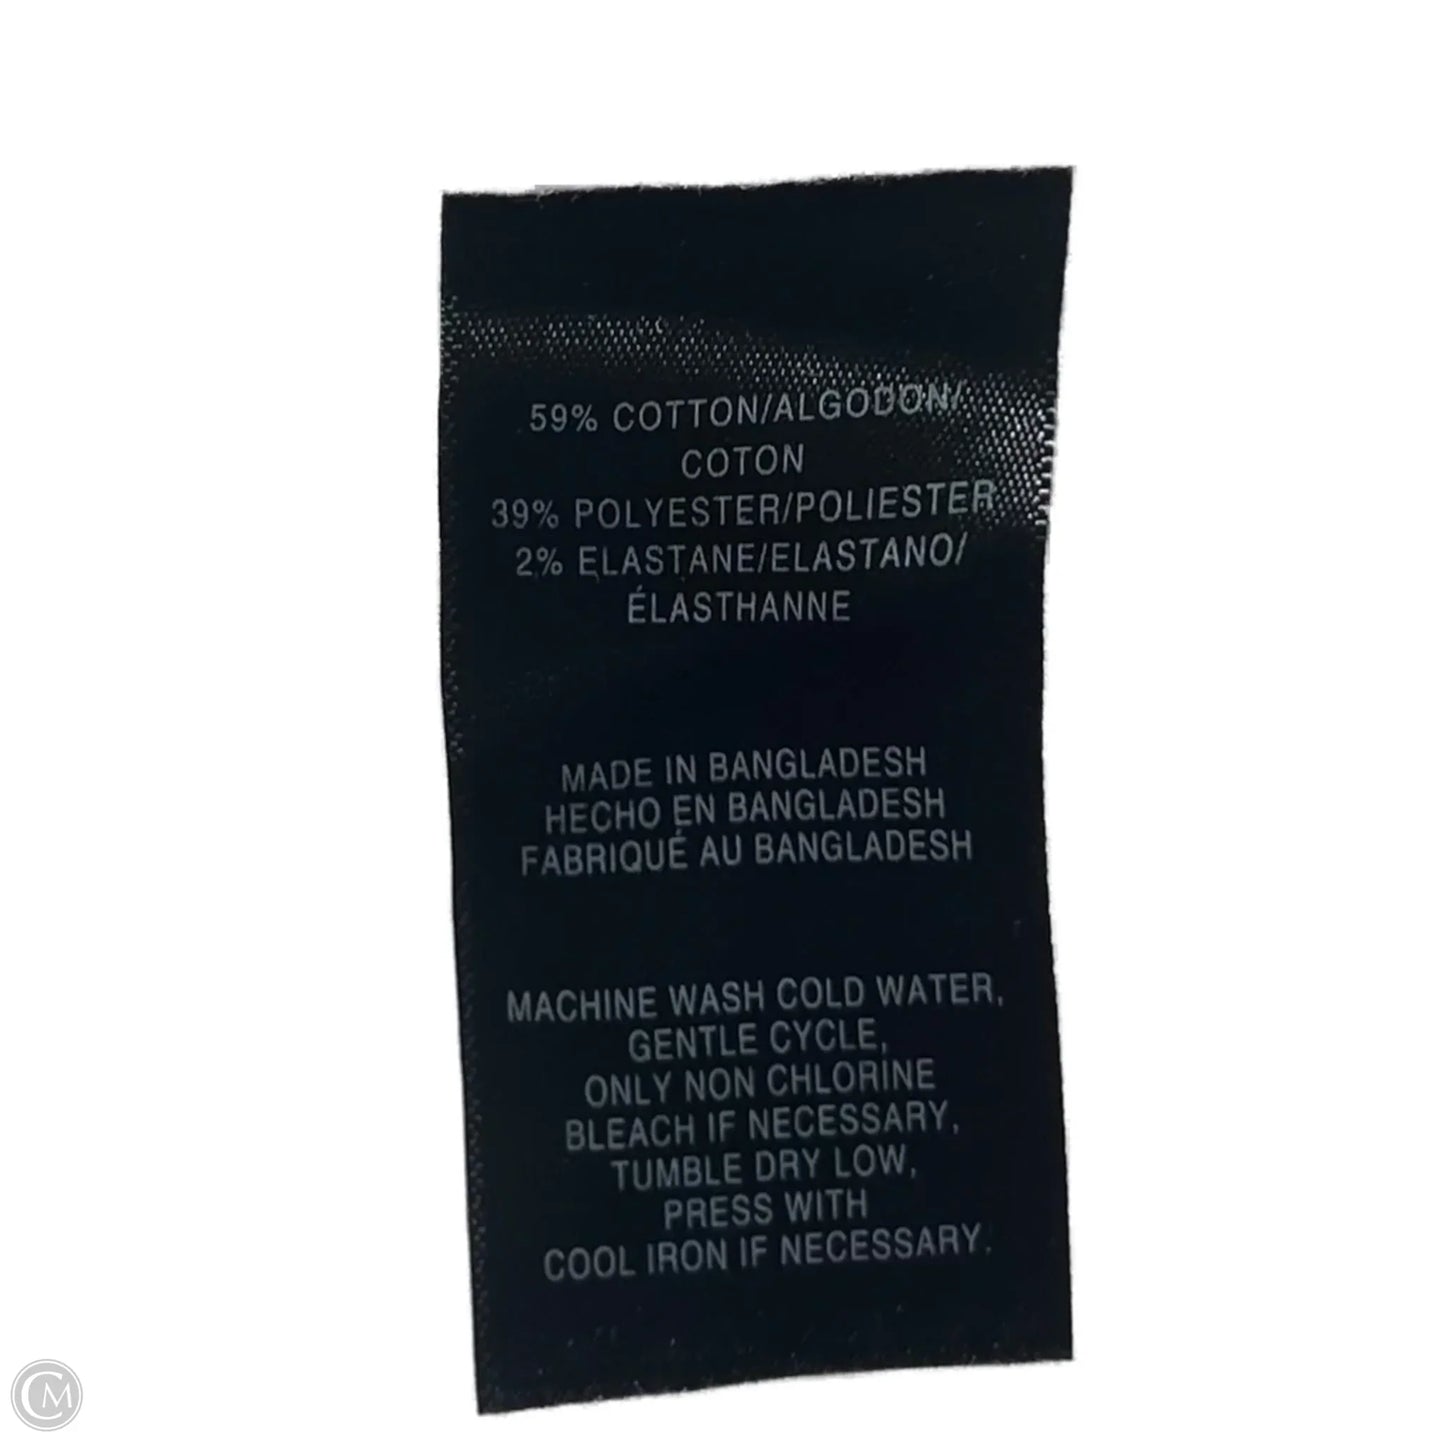 59% COTTON/ALGODON/
COTON
39% POLYESTER/POLIESTER
2% ELASTANE/ELASTANO/
ÉLASTHANNE
MADE IN BANGLADESH
HECHO EN BANGLADESH
FABRIQUÉ AU BANGLADESH
MACHINE WASH COLD WATER,
GENTLE CYCLE,
ONLY NON CHLORINE
BLEACH IF NECESSARY,
TUMBLE DRY LOW,
PRESS WITH
COOL IRON IF NECESSARY.
CM